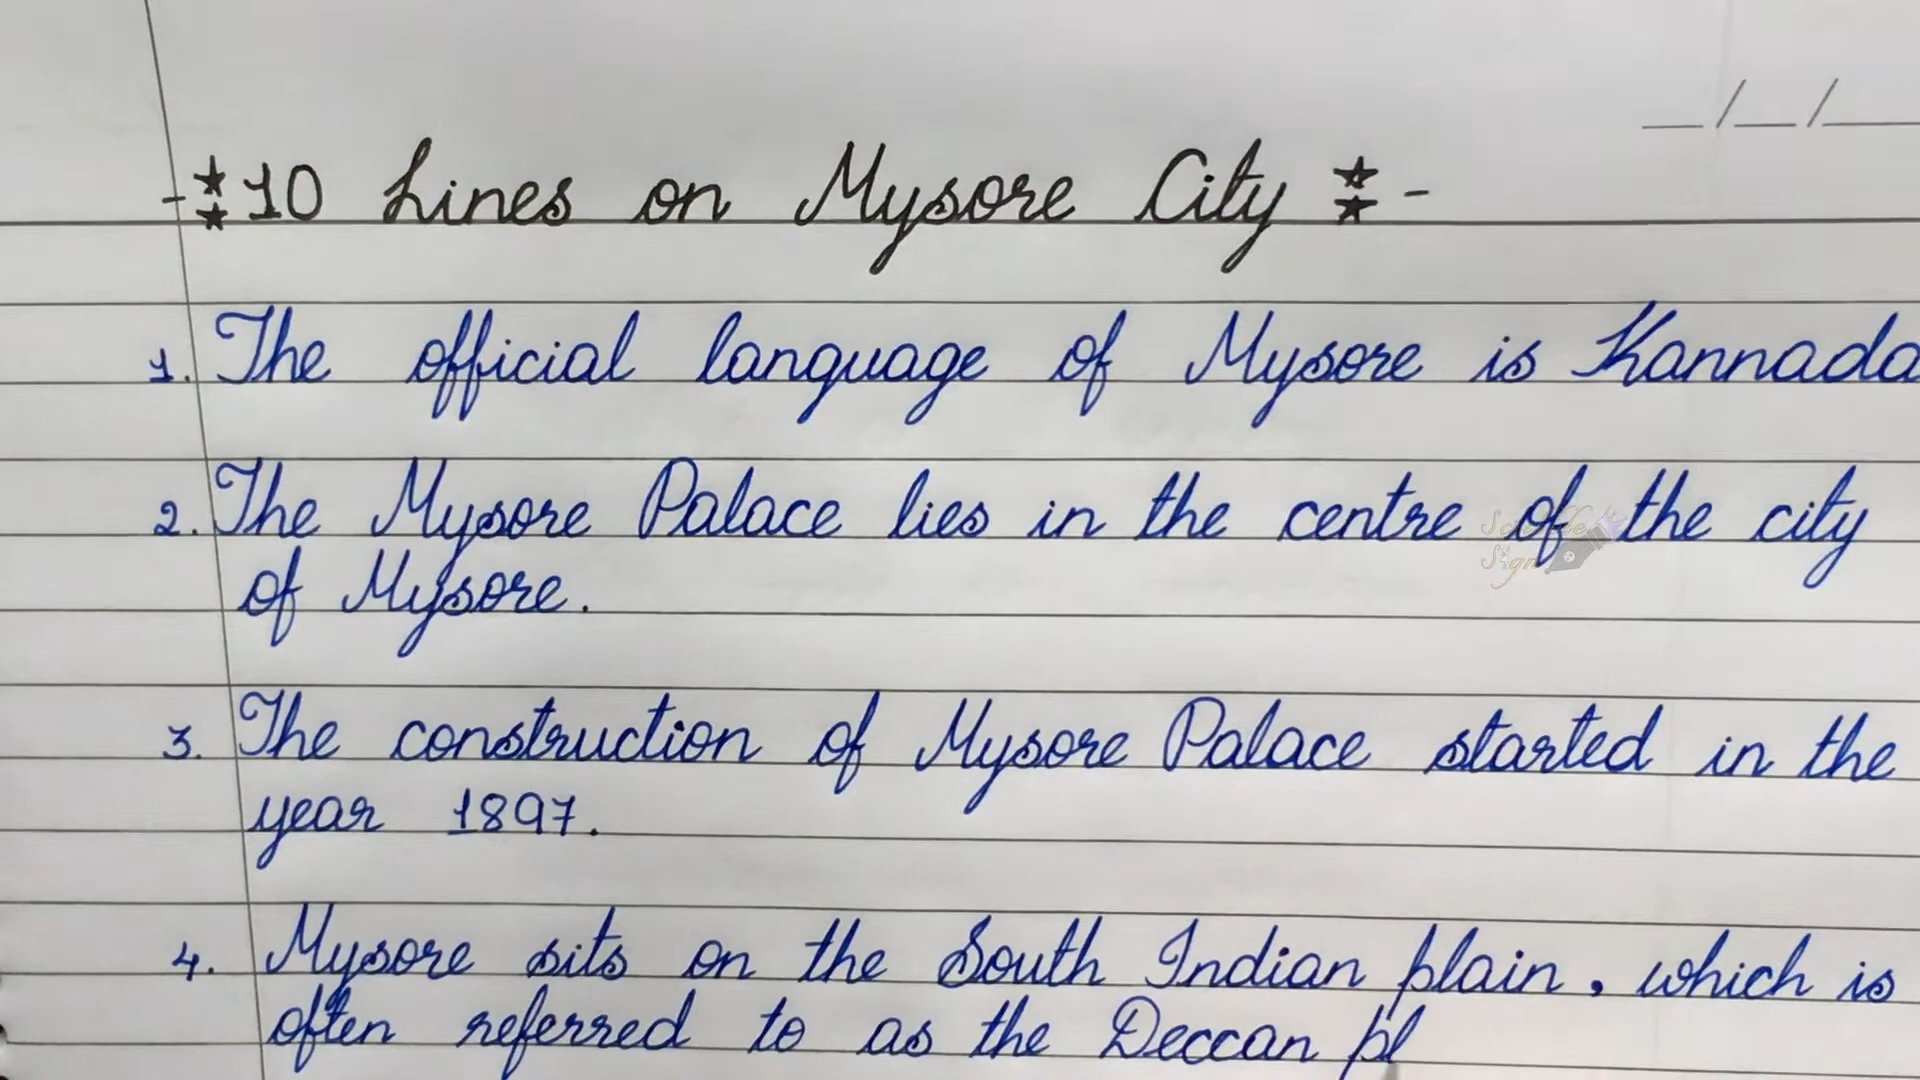 -**10 Lines on Mysore City **-
1. The official language of Mysore is Kannada
2. The Mysore Palace lies in the centre of the city
of Mysore.
3. The construction of Mysore Palace started in the
year 1897.
4. Mysore sits on the South Indian plain, which is
often referred to as the Deccan pl